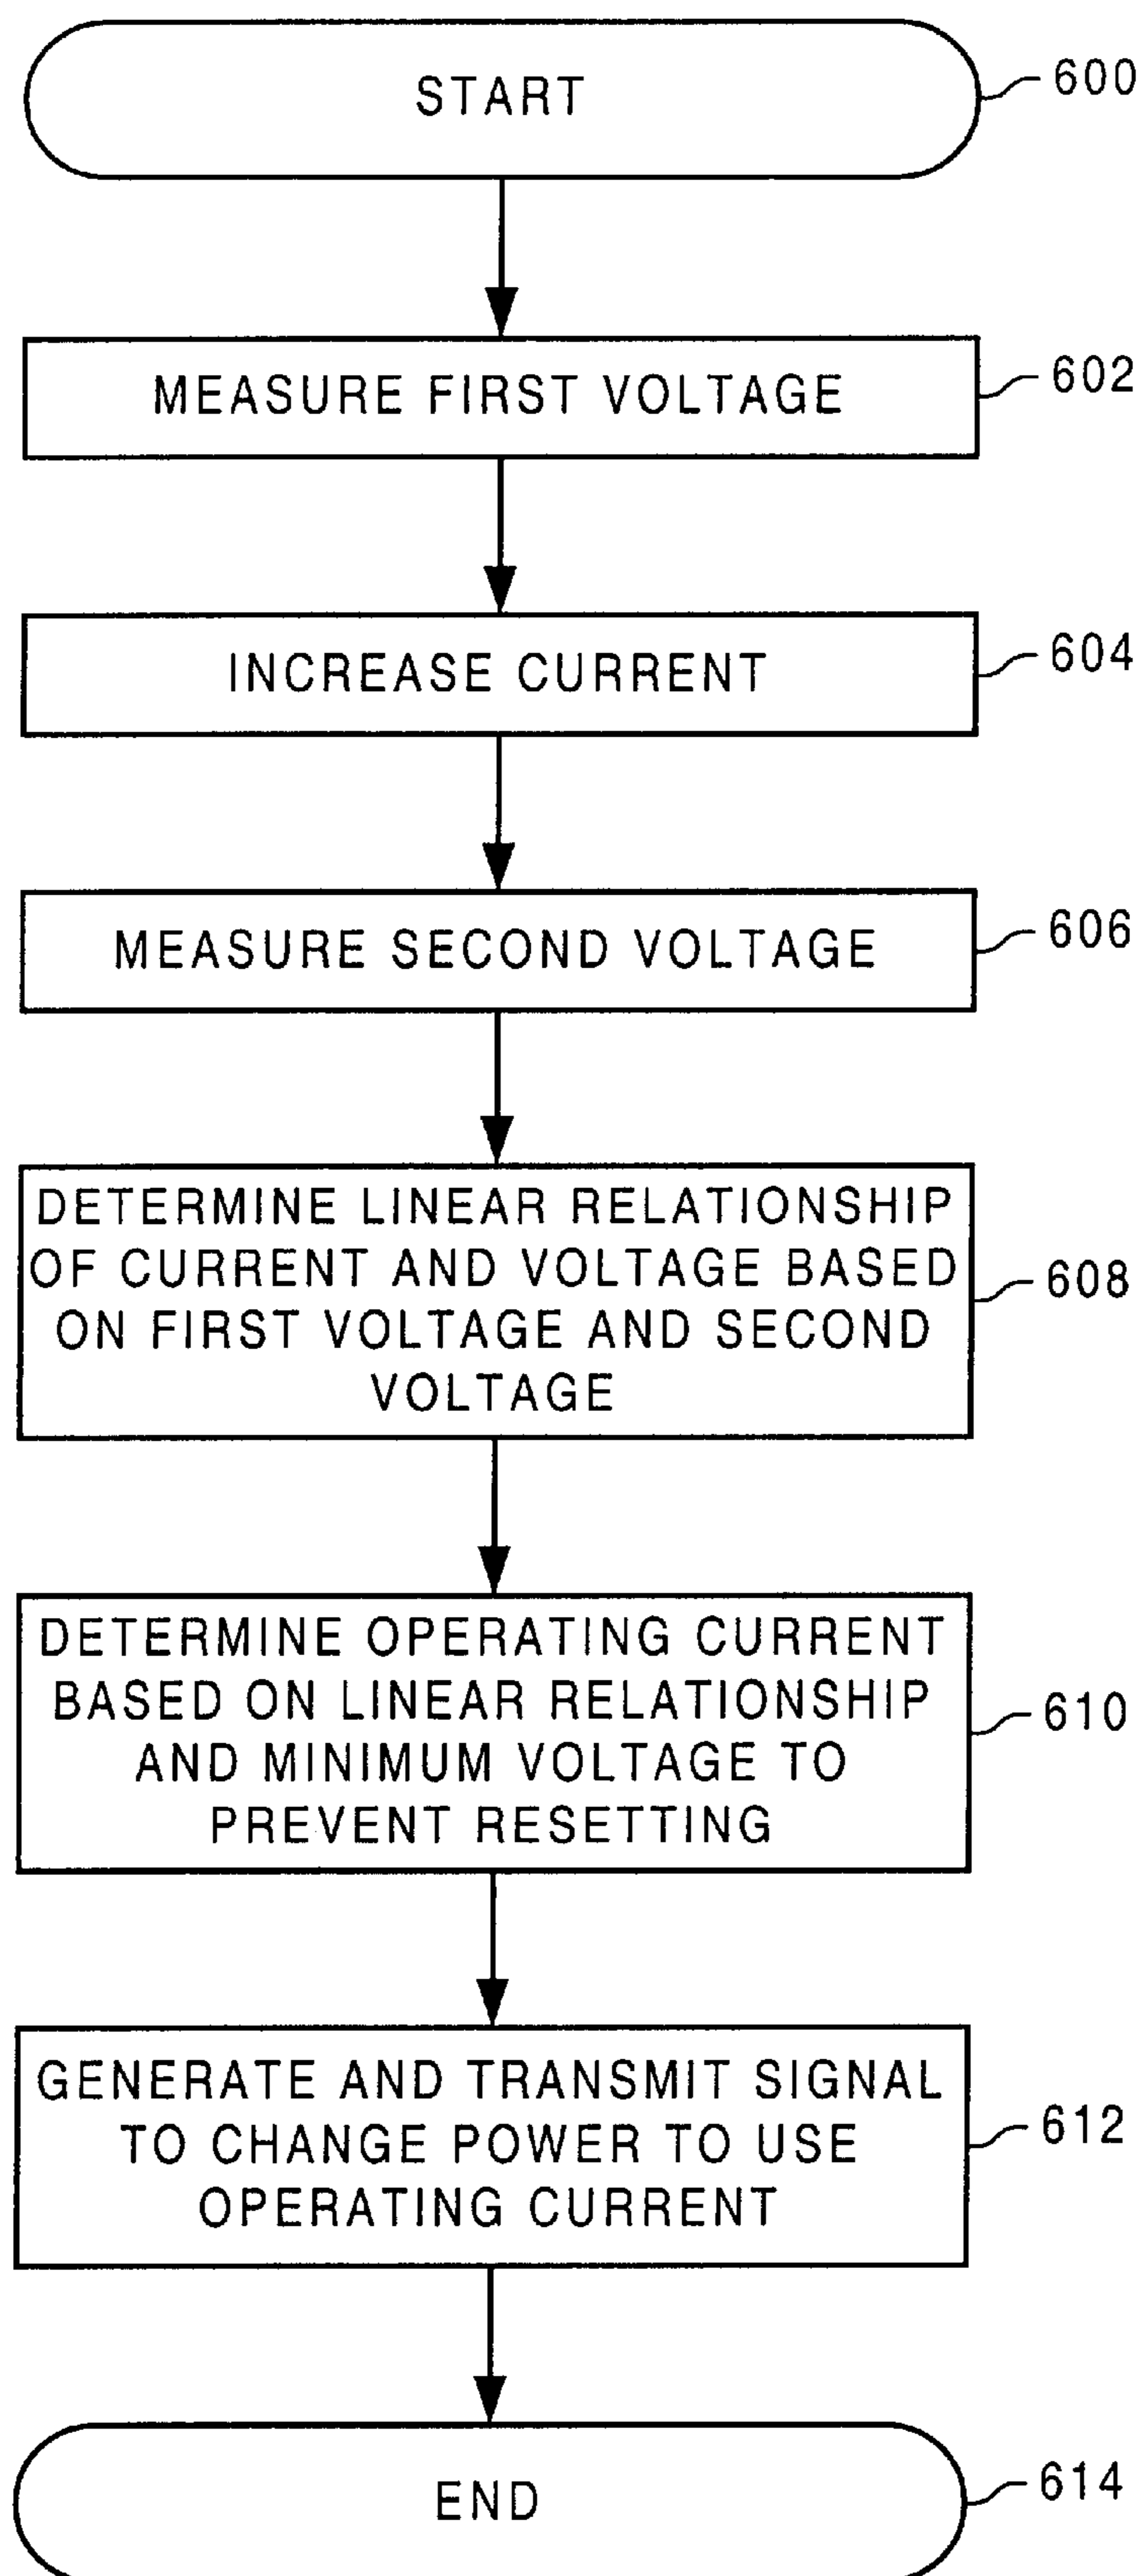 START
600
MEASURE FIRST VOLTAGE
602
INCREASE CURRENT
604
MEASURE SECOND VOLTAGE
606
DETERMINE LINEAR RELATIONSHIP
OF CURRENT AND VOLTAGE BASED
ON FIRST VOLTAGE AND SECOND
VOLTAGE
608
DETERMINE OPERATING CURRENT
BASED ON LINEAR RELATIONSHIP
AND MINIMUM VOLTAGE TO
PREVENT RESETTING
610
GENERATE AND TRANSMIT SIGNAL
TO CHANGE POWER TO USE
OPERATING CURRENT
612
END
614